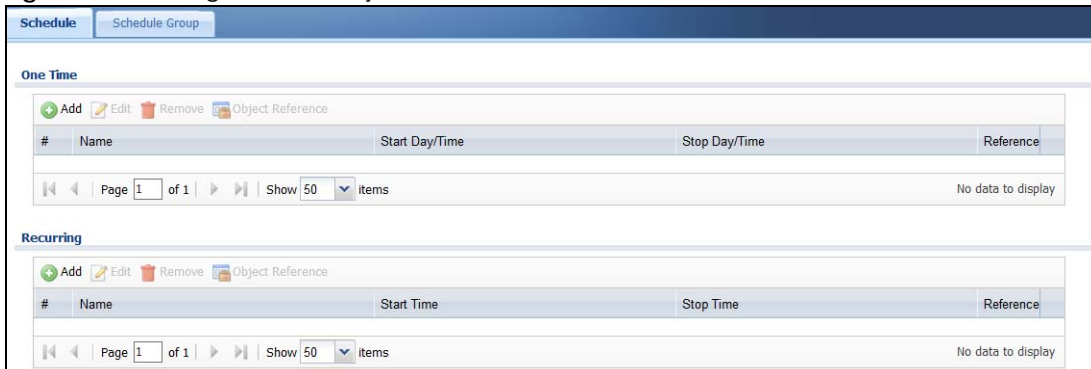 Schedule Schedule Group
One Time
Add Edit Remove Object Reference
# Name Start Day/Time Stop Day/Time Reference
Page 1 of 1 Show 50 items No data to display
Recurring
Add Edit Remove Object Reference
# Name Start Time Stop Time Reference
Page 1 of 1 Show 50 items No data to display